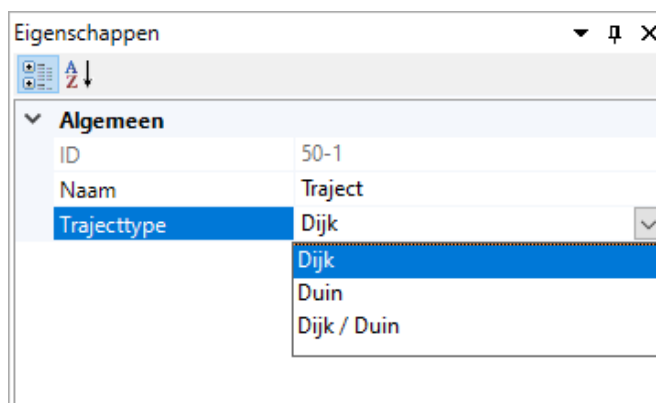 Eigenschappen
A
Z
Algemeen
ID 50-1
Naam Traject
Trajecttype Dijk
Dijk
Duin
Dijk / Duin